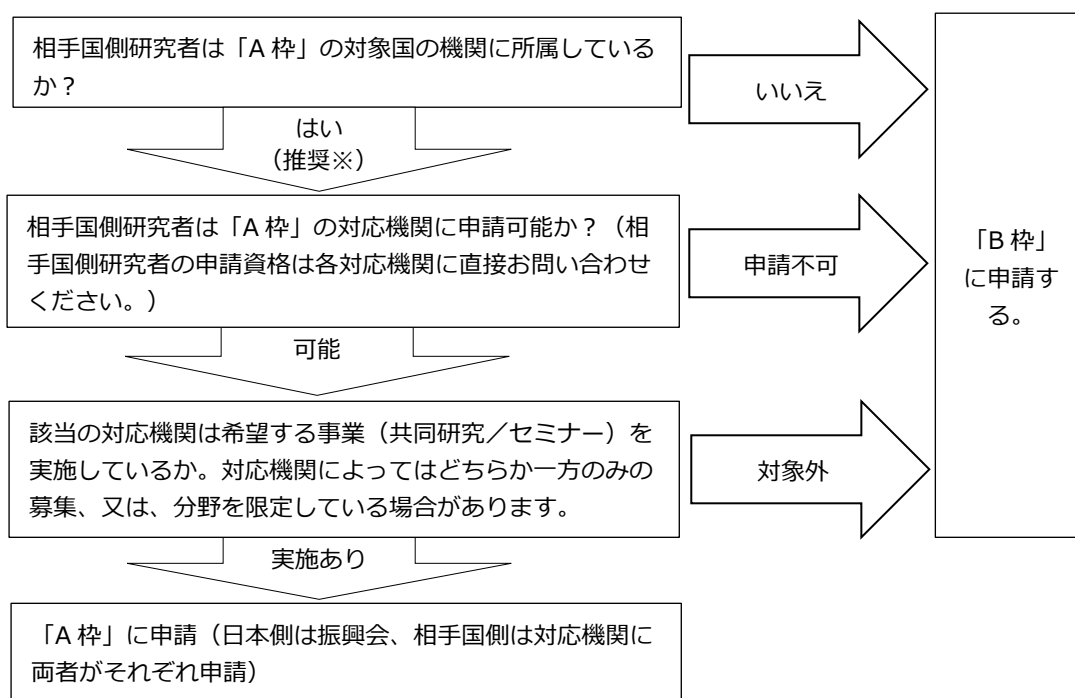 相手国側研究者は「A 枠」の対象国の機関に所属している
か？
いいえ
はい
（推奨※）
相手国側研究者は「A 枠」の対応機関に申請可能か？（相
手国側研究者の申請資格は各対応機関に直接お問い合わせ
ください。）
申請不可
「B 枠」
に申請す
る。
可能
該当の対応機関は希望する事業（共同研究／セミナー）を
実施しているか。対応機関によってはどちらか一方のみの
募集、又は、分野を限定している場合があります。
対象外
実施あり
「A 枠」に申請（日本側は振興会、相手国側は対応機関に
両者がそれぞれ申請）